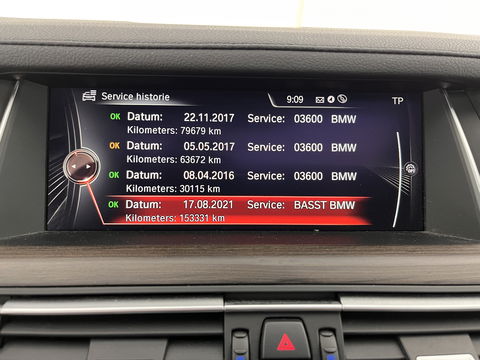 Service historie 9:09 TP
OK Datum: 22.11.2017 Service: 03600 BMW
Kilometers: 79679 km
OK Datum: 05.05.2017 Service: 03600 BMW
Kilometers: 63672 km
OK Datum: 08.04.2016 Service: 03600 BMW
Kilometers: 30115 km
OK Datum: 17.08.2021 Service: BASST BMW
Kilometers: 153331 km